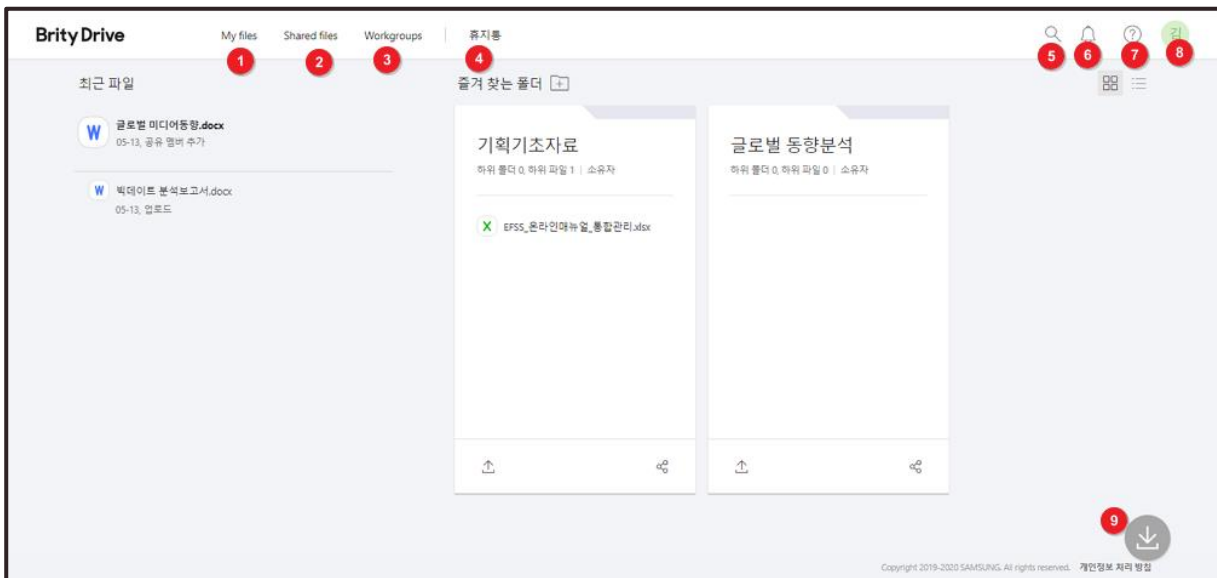 Brity Drive
My files
Shared files
Workgroups
휴지통
김
1
2
3
4
5
6
7
8
최근 파일
즐겨 찾는 폴더
W 글로벌 미디어동향.docx
05-13, 공유 멤버 추가
W 빅데이트 분석보고서.docx
05-13, 업로드
기획기초자료
하위 폴더 0, 하위 파일 1 | 소유자
X EFSS_온라인매뉴얼_통합관리.xlsx
글로벌 동향분석
하위 폴더 0, 하위 파일 0 | 소유자
9
Copyright 2019-2020 SAMSUNG. All rights reserved. 개인정보 처리 방침